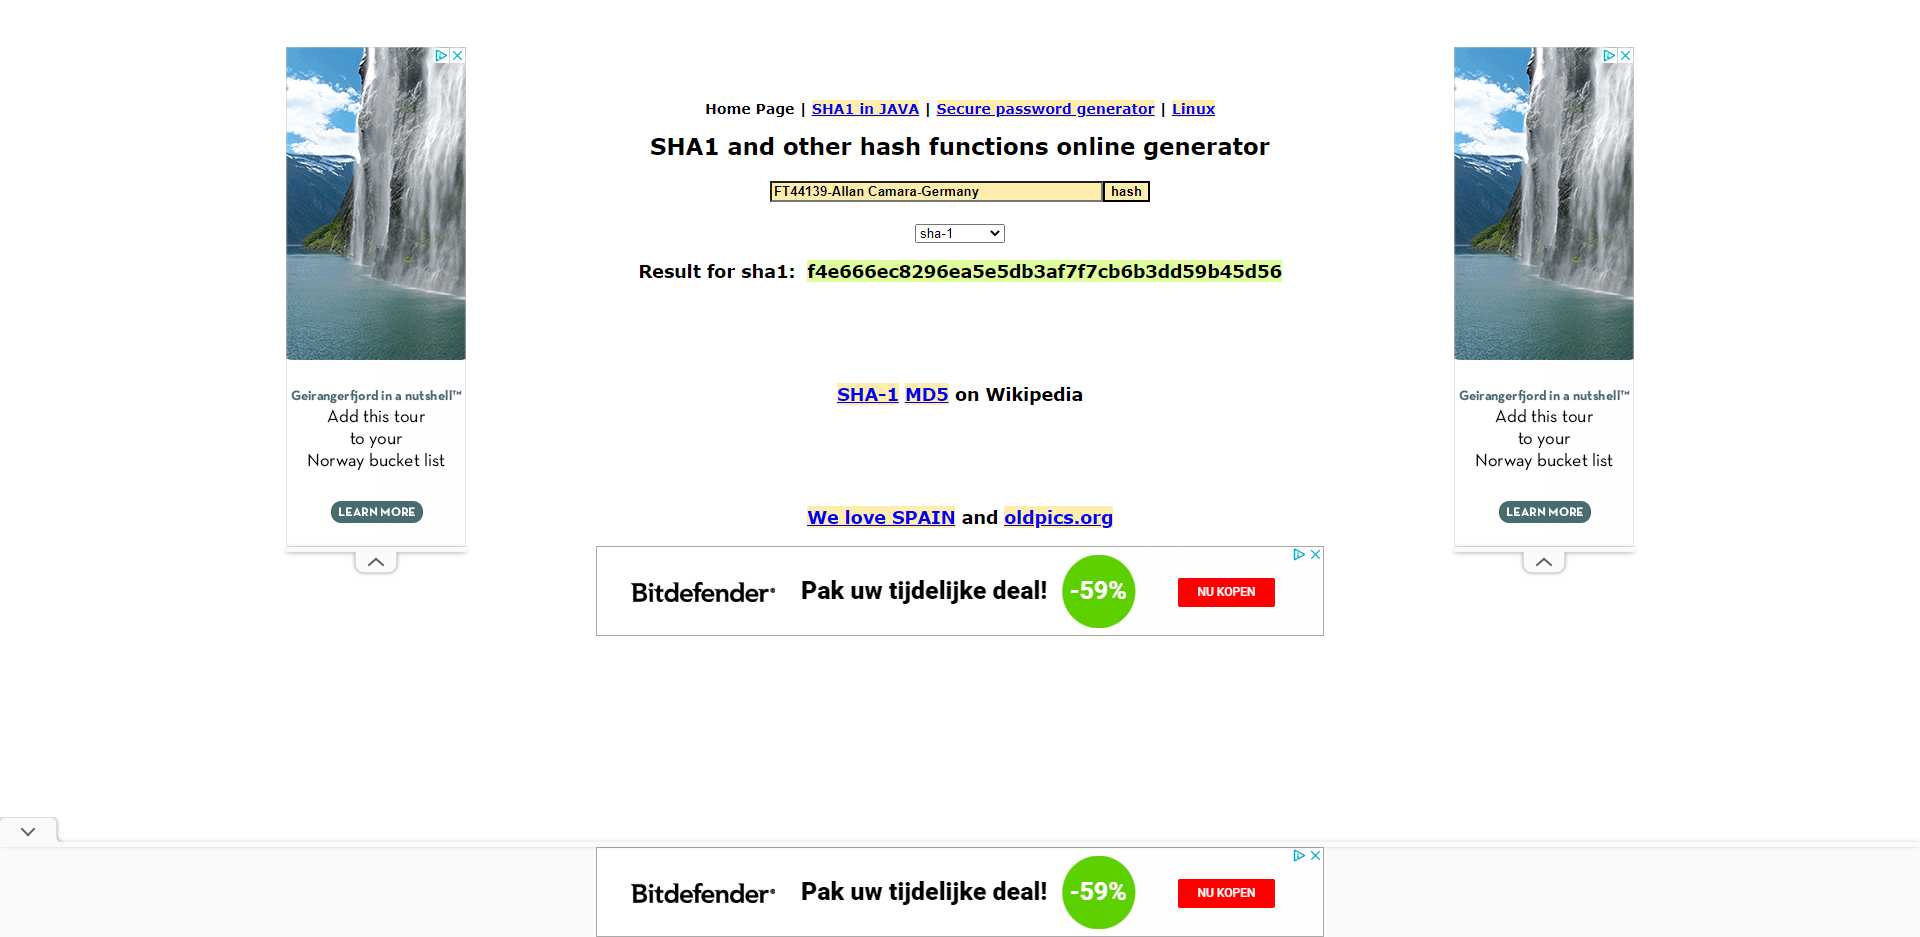 Home Page | SHA1 in JAVA | Secure password generator | Linux
SHA1 and other hash functions online generator
FT44139-Allan Camara-Germany hash
sha-1
Result for sha1: f4e666ec8296ea5e5db3af7f7cb6b3dd59b45d56
SHA-1 MD5 on Wikipedia
We love SPAIN and oldpics.org
Geirangerfjord in a nutshell™
Add this tour
to your
Norway bucket list
LEARN MORE
Geirangerfjord in a nutshell™
Add this tour
to your
Norway bucket list
LEARN MORE
Bitdefender® Pak uw tijdelijke deal! -59% NU KOPEN
Bitdefender® Pak uw tijdelijke deal! -59% NU KOPEN